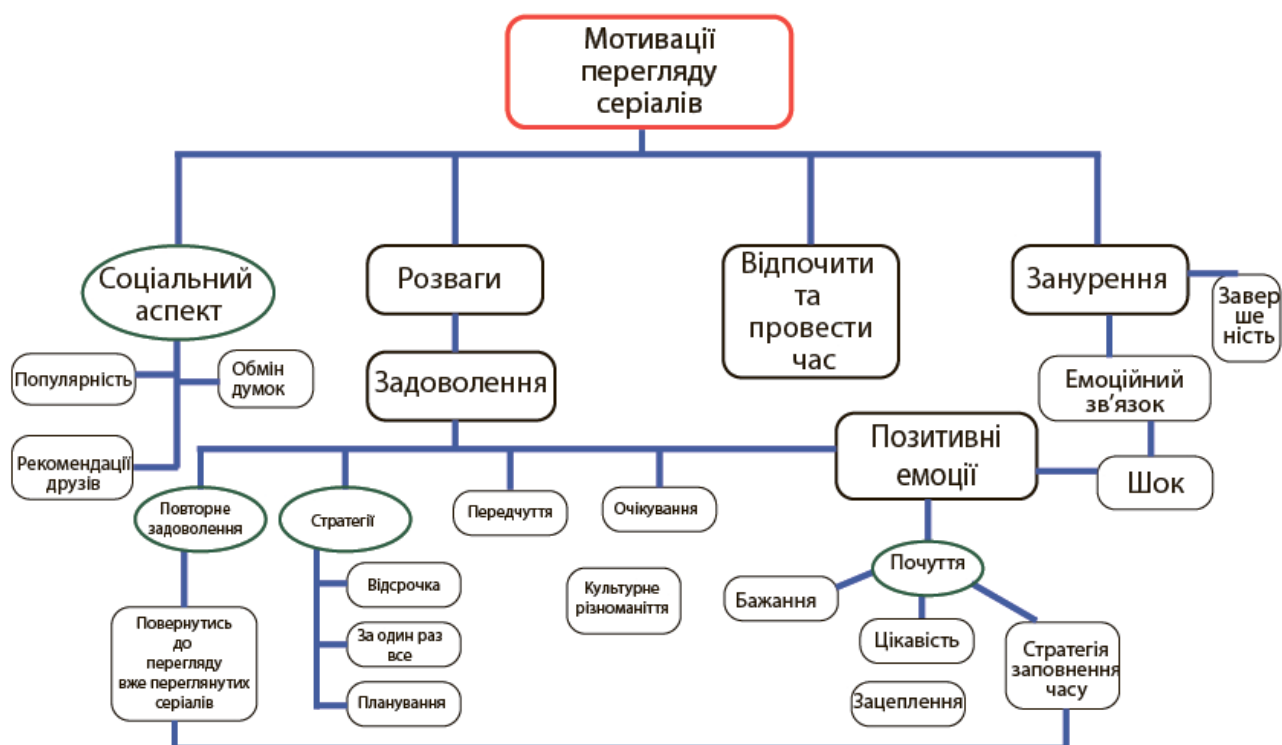 Мотивації
перегляду
серіалів
Соціальний
аспект
Розваги
Відпочити
та
провести
час
Занурення
Завер
ше
ність
Популярність
Обмін
думок
Задоволення
Емоційний
зв’язок
Рекомендації
друзів
Позитивні
емоції
Шок
Повторне
задоволення
Стратегії
Передчуття
Очікування
Почуття
Відсрочка
Культурне
різноманіття
Бажання
Повернутись
до
перегляду
вже переглянутих
серіалів
За один раз
все
Цікавість
Стратегія
заповнення
часу
Планування
Зацеплення